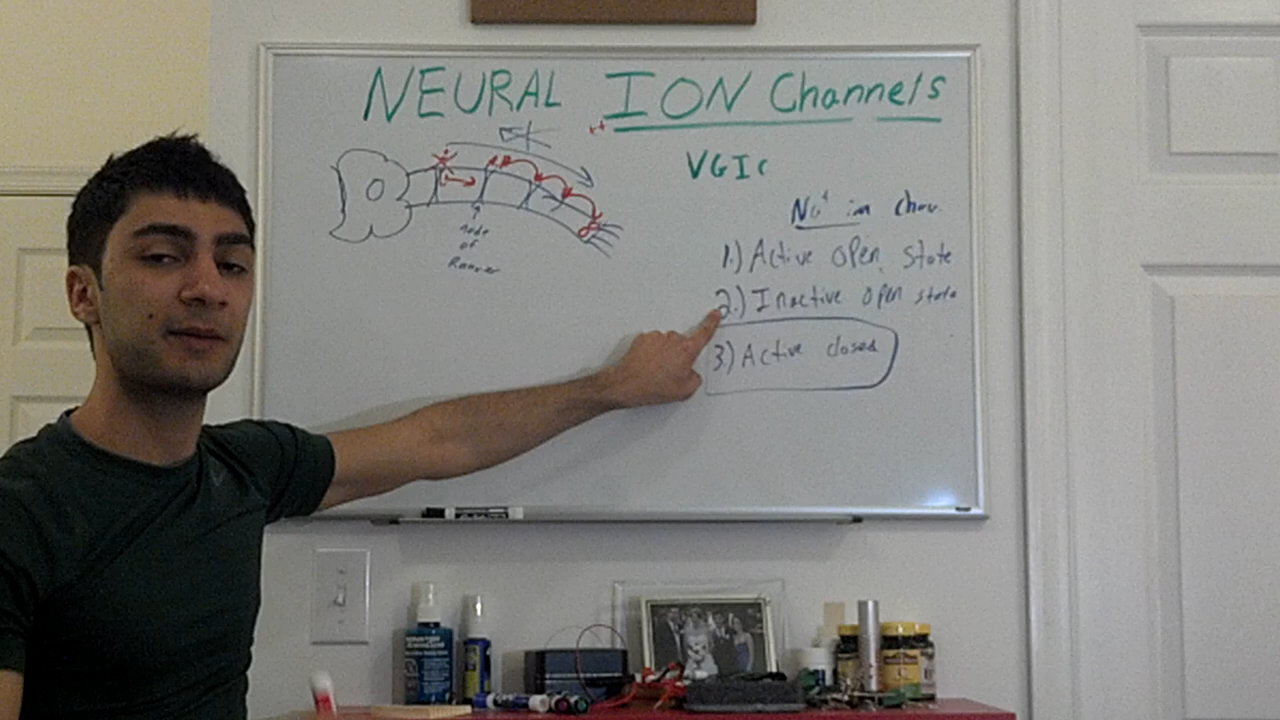 NEURAL ION Channels
VGIC
Na+ ion chan.
1.) Active open state
2.) Inactive open state
3.) Active closed
node
of
Ranvier